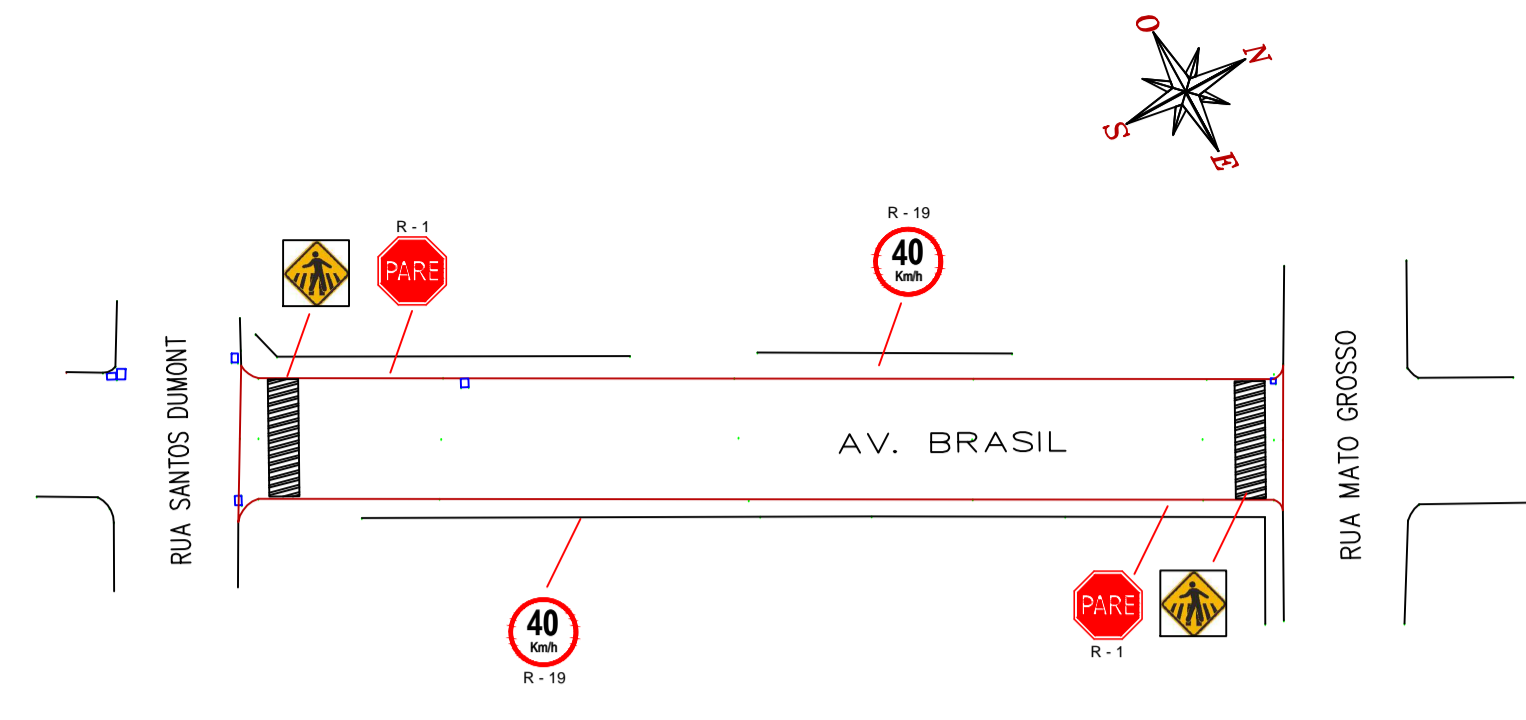 O
N
S
E
R - 1
PARE
R - 19
40
Km/h
RUA SANTOS DUMONT
AV. BRASIL
RUA MATO GROSSO
40
Km/h
R - 19
PARE
R - 1